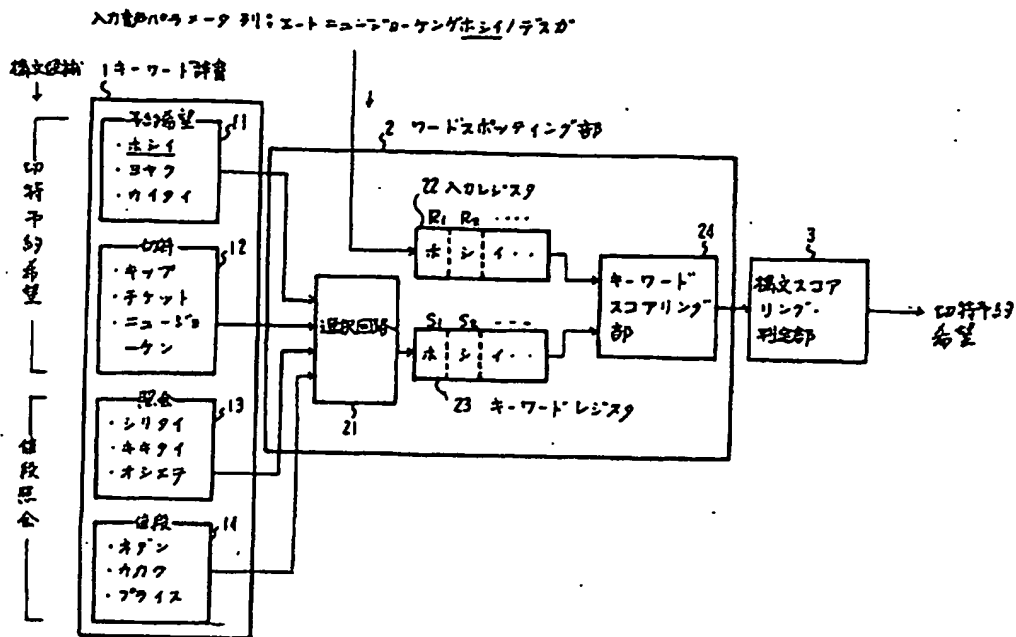 入力音声パラメータ列：エート ニュージョーケンゲホシイノデスガ
構文候補
1 キーワード辞書
予約希望
11
・ホシイ
・ヨヤク
・カイタイ
切符
12
・キップ
・チケット
・ニュージョ
ーケン
照会
13
・シリタイ
・キキタイ
・オシエテ
値段
14
・ネダン
・カカク
・プライス
切符予約希望
値段照会
2 ワードスポッティング部
22 入力レジスタ
R1 R2 ‥‥
ホ シ イ・・
選択回路
21
S1 S2 ‥‥
ホ シ イ・・
23 キーワードレジスタ
24
キーワード
スコアリング
部
3
構文スコア
リング・
判定部
切符予約
希望